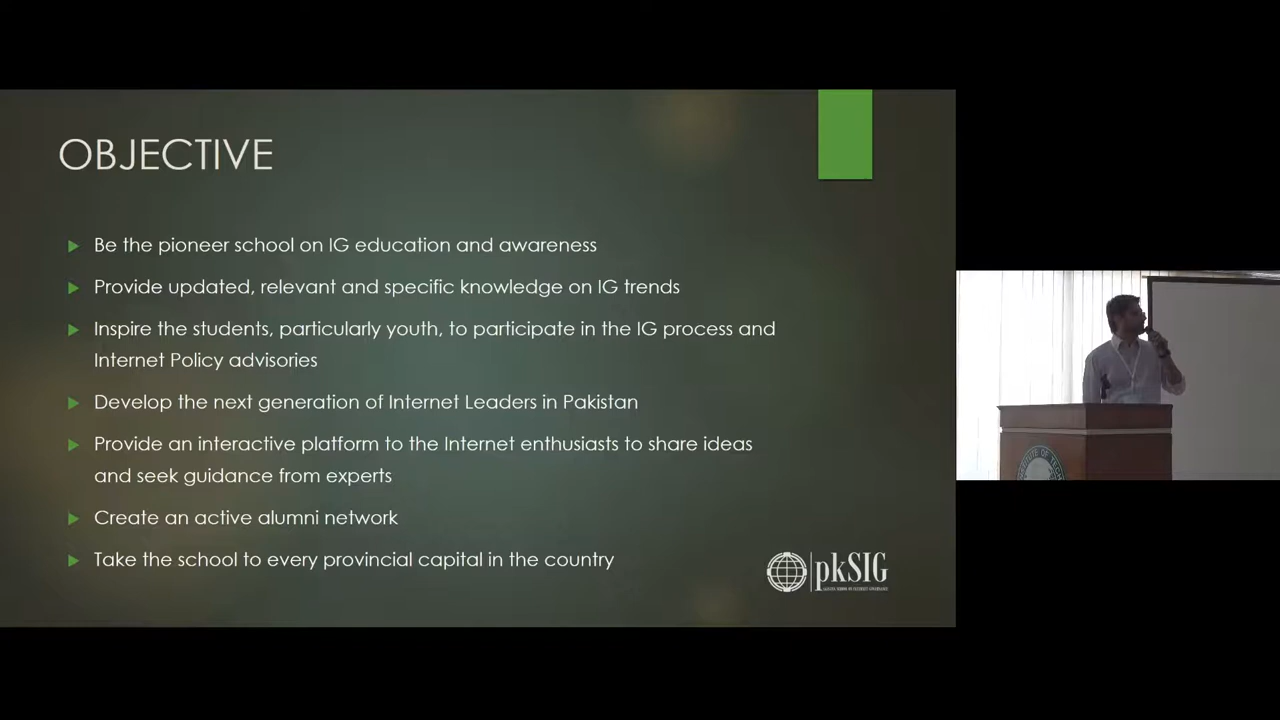 OBJECTIVE
Be the pioneer school on IG education and awareness
Provide updated, relevant and specific knowledge on IG trends
Inspire the students, particularly youth, to participate in the IG process and
Internet Policy advisories
Develop the next generation of Internet Leaders in Pakistan
Provide an interactive platform to the Internet enthusiasts to share ideas
and seek guidance from experts
Create an active alumni network
Take the school to every provincial capital in the country
pkSIG